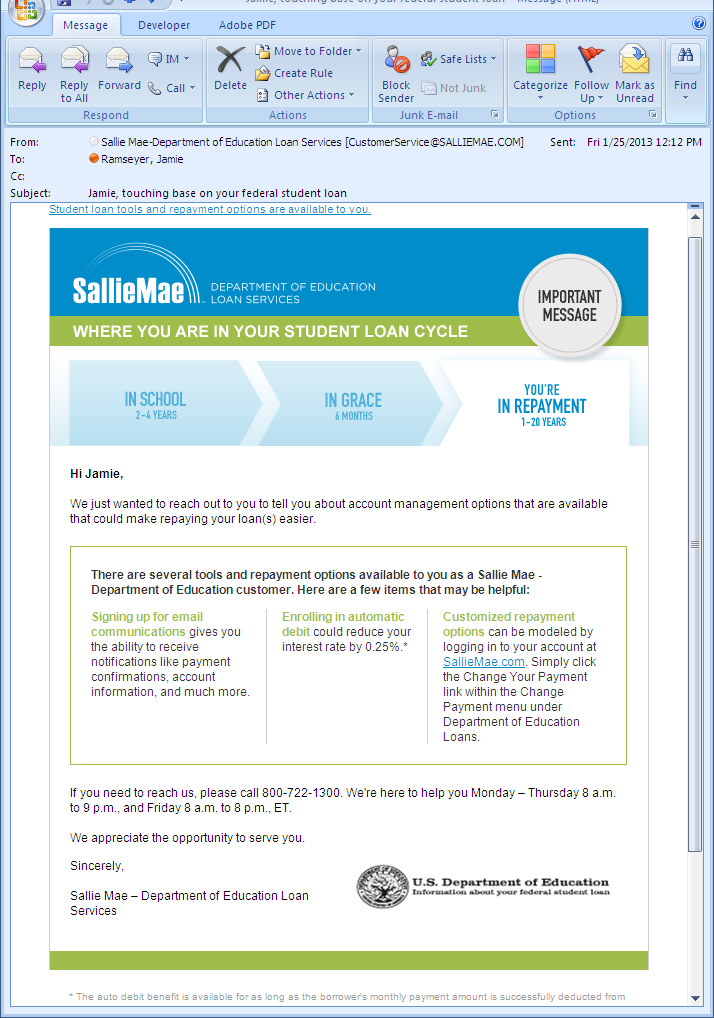 Jamie, touching base on your federal student loan - Message (HTML)
Message Developer Adobe PDF
Reply
Reply to All
Forward
IM
Call
Respond
Delete
Move to Folder
Create Rule
Other Actions
Actions
Block Sender
Safe Lists
Not Junk
Junk E-mail
Categorize
Follow Up
Mark as Unread
Options
Find
From: Sallie Mae-Department of Education Loan Services [CustomerService@SALLIEMAE.COM] Sent: Fri 1/25/2013 12:12 PM
To: Ramseyer, Jamie
Cc:
Subject: Jamie, touching base on your federal student loan
Student loan tools and repayment options are available to you.
SallieMae
DEPARTMENT OF EDUCATION
LOAN SERVICES
IMPORTANT
MESSAGE
WHERE YOU ARE IN YOUR STUDENT LOAN CYCLE
IN SCHOOL
2-4 YEARS
IN GRACE
6 MONTHS
YOU'RE
IN REPAYMENT
1-20 YEARS
Hi Jamie,
We just wanted to reach out to you to tell you about account management options that are available
that could make repaying your loan(s) easier.
There are several tools and repayment options available to you as a Sallie Mae -
Department of Education customer. Here are a few items that may be helpful:
Signing up for email
communications gives you
the ability to receive
notifications like payment
confirmations, account
information, and much more.
Enrolling in automatic
debit could reduce your
interest rate by 0.25%.*
Customized repayment
options can be modeled by
logging in to your account at
SallieMae.com. Simply click
the Change Your Payment
link within the Change
Payment menu under
Department of Education
Loans.
If you need to reach us, please call 800-722-1300. We're here to help you Monday – Thursday 8 a.m.
to 9 p.m., and Friday 8 a.m. to 8 p.m., ET.
We appreciate the opportunity to serve you.
Sincerely,
Sallie Mae – Department of Education Loan
Services
U.S. Department of Education
Information about your federal student loan
* The auto debit benefit is available for as long as the borrower's monthly payment amount is successfully deducted from